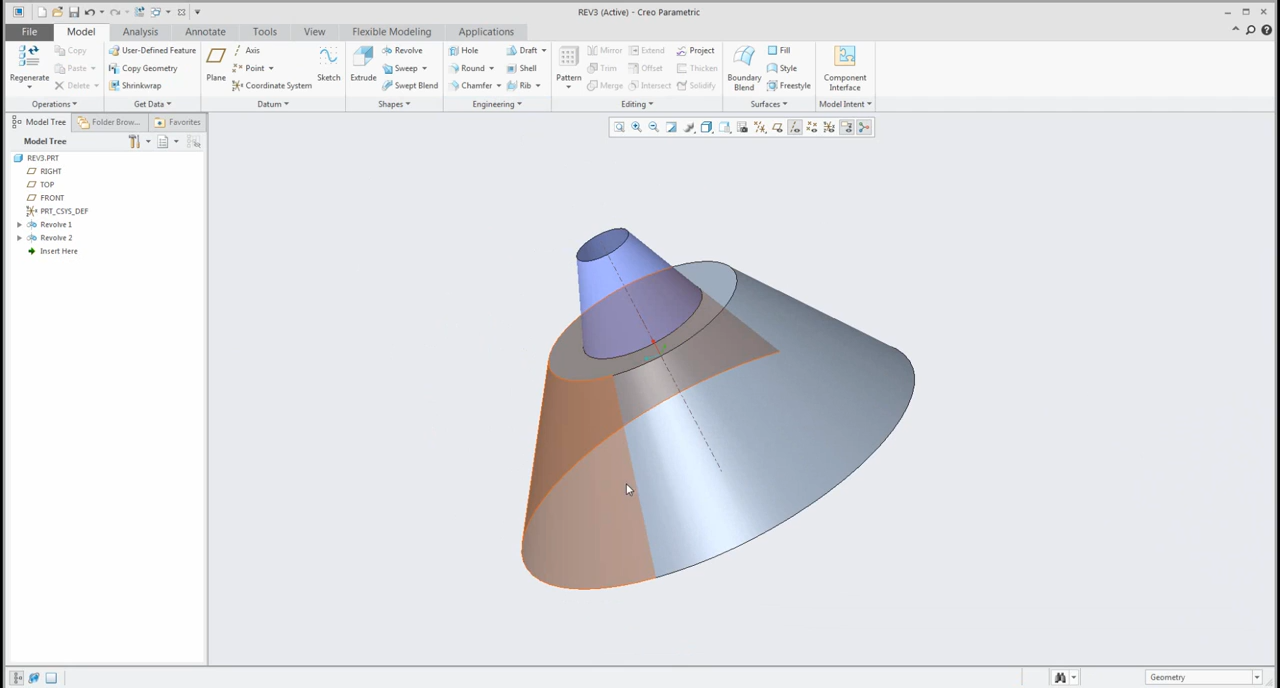 REV3 (Active) - Creo Parametric
File Model Analysis Annotate Tools View Flexible Modeling Applications
Regenerate
Copy
Paste
Delete
User-Defined Feature
Copy Geometry
Shrinkwrap
Plane
Axis
Point
Coordinate System
Sketch
Extrude
Revolve
Sweep
Swept Blend
Hole
Round
Chamfer
Draft
Shell
Rib
Pattern
Mirror
Trim
Merge
Extend
Offset
Intersect
Project
Thicken
Solidify
Boundary
Blend
Fill
Style
Freestyle
Component
Interface
Operations Get Data Datum Shapes Engineering Editing Surfaces Model Intent
Model Tree Folder Brow... Favorites
Model Tree
REV3.PRT
RIGHT
TOP
FRONT
PRT_CSYS_DEF
Revolve 1
Revolve 2
Insert Here
Geometry